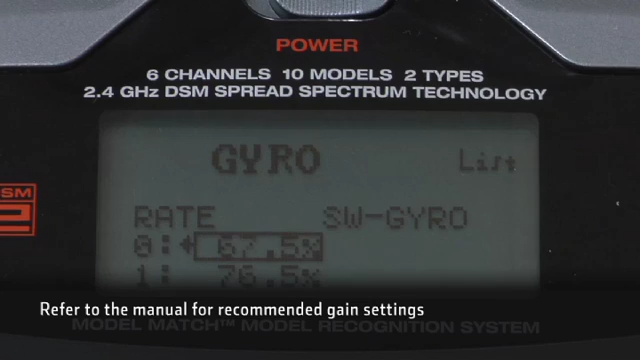 POWER
6 CHANNELS 10 MODELS 2 TYPES
2.4 GHz DSM SPREAD SPECTRUM TECHNOLOGY
SM
2
GYRO List
RATE SW-GYRO
0: 67.5%
1: 76.5%
Refer to the manual for recommended gain settings
MODEL MATCH™ MODEL RECOGNITION SYSTEM